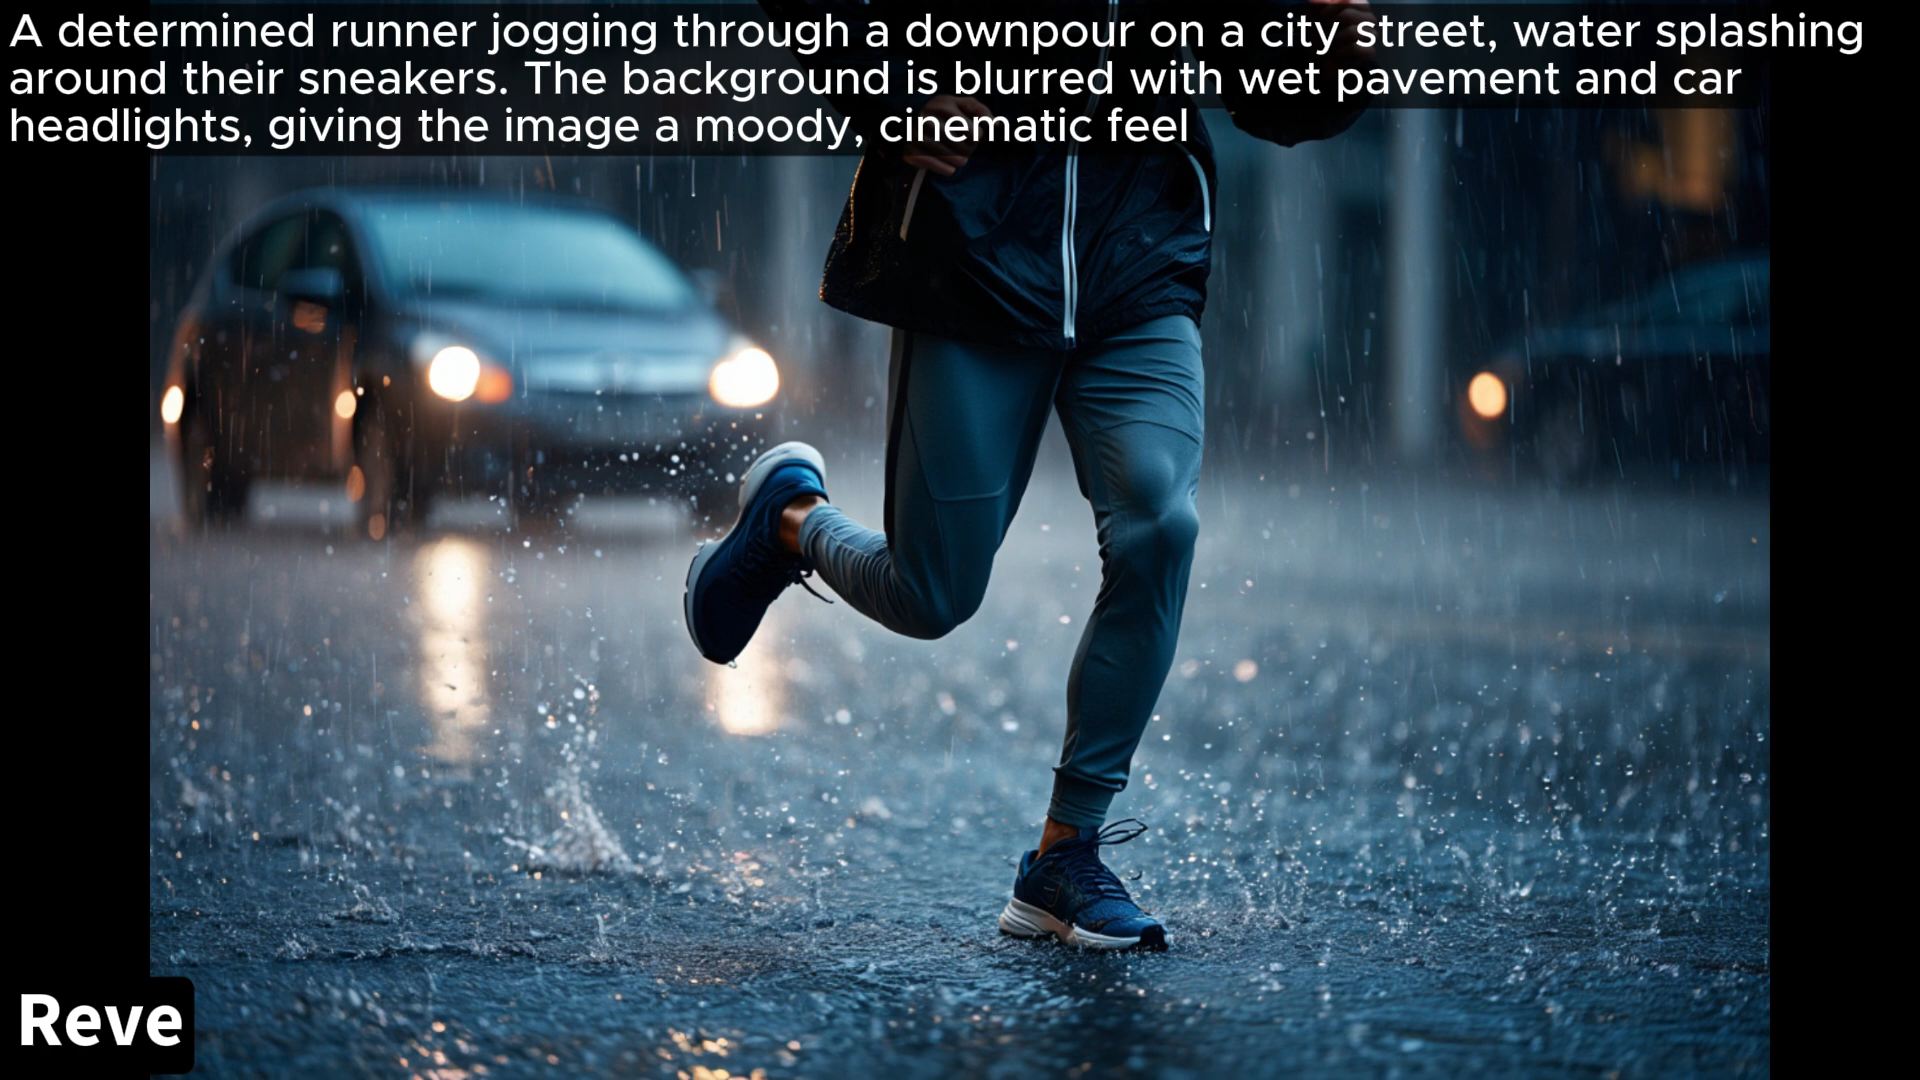 A determined runner jogging through a downpour on a city street, water splashing
around their sneakers. The background is blurred with wet pavement and car
headlights, giving the image a moody, cinematic feel
Reve